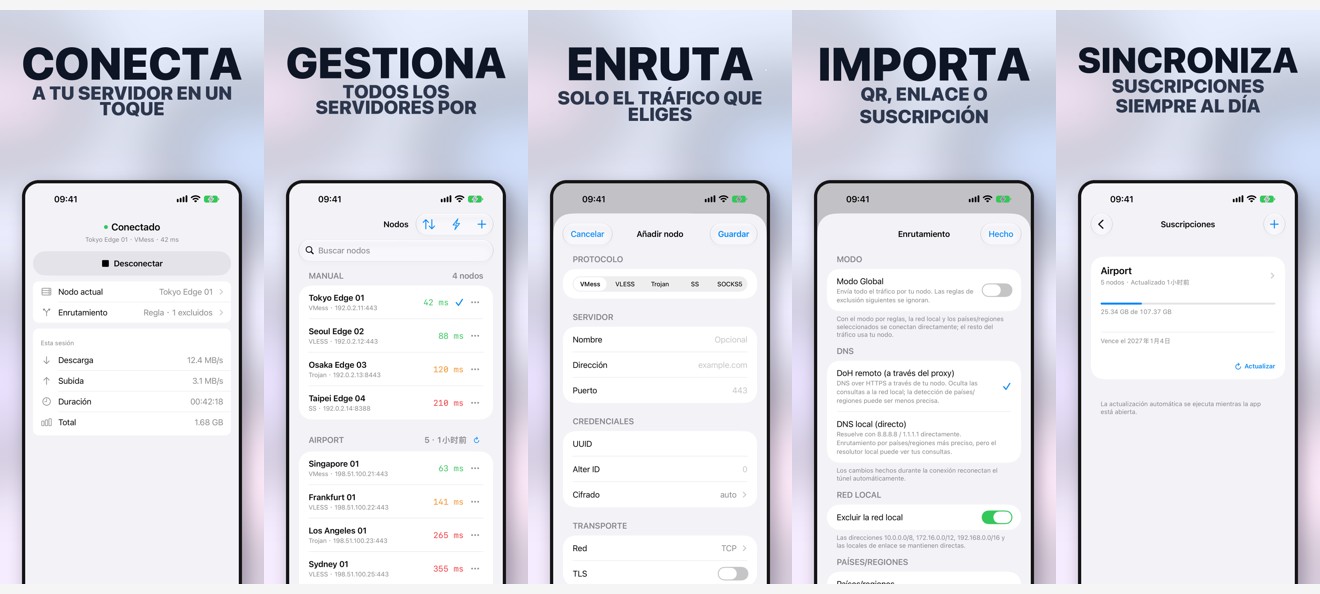 CONECTA
A TU SERVIDOR EN UN
TOQUE
09:41
Conectado
Tokyo Edge 01 · VMess · 42 ms
Desconectar
Nodo actual Tokyo Edge 01
Enrutamiento Regla · 1 excluidos
Esta sesión
Descarga 12.4 MB/s
Subida 3.1 MB/s
Duración 00:42:18
Total 1.68 GB
GESTIONA
TODOS LOS
SERVIDORES POR
09:41
Nodos
Buscar nodos
MANUAL 4 nodos
Tokyo Edge 01 42 ms
VMess · 192.0.2.11:443
Seoul Edge 02 88 ms
VLESS · 192.0.2.12:443
Osaka Edge 03 120 ms
Trojan · 192.0.2.13:8443
Taipei Edge 04 210 ms
SS · 192.0.2.14:8388
AIRPORT 5 · 1小时前
Singapore 01 63 ms
VMess · 198.51.100.21:443
Frankfurt 01 141 ms
VLESS · 198.51.100.22:443
Los Angeles 01 265 ms
Trojan · 198.51.100.23:443
Sydney 01 355 ms
VLESS · 198.51.100.25:443
ENRUTA
SOLO EL TRÁFICO QUE
ELIGES
09:41
Cancelar Añadir nodo Guardar
PROTOCOLO
VMess VLESS Trojan SS SOCKS5
SERVIDOR
Nombre Opcional
Dirección example.com
Puerto 443
CREDENCIALES
UUID
Alter ID 0
Cifrado auto
TRANSPORTE
Red TCP
TLS
IMPORTA
QR, ENLACE O
SUSCRIPCIÓN
09:41
Enrutamiento Hecho
MODO
Modo Global
Envía todo el tráfico por tu nodo. Las reglas de
exclusión siguientes se ignoran.
Con el modo por reglas, la red local y los países/regiones
seleccionados se conectan directamente; el resto del
tráfico usa tu nodo.
DNS
DoH remoto (a través del proxy)
DNS over HTTPS a través de tu nodo. Oculta las
consultas a la red local; la detección de países/
regiones puede ser menos precisa.
DNS local (directo)
Resuelve con 8.8.8.8 / 1.1.1.1 directamente.
Enrutamiento por países/regiones más preciso, pero el
resolutor local puede ver tus consultas.
Los cambios hechos durante la conexión reconectan el
túnel automáticamente.
RED LOCAL
Excluir la red local
Las direcciones 10.0.0.0/8, 172.16.0.0/12, 192.168.0.0/16 y
las locales de enlace se mantienen directas.
PAÍSES/REGIONES
Países/regiones
SINCRONIZA
SUSCRIPCIONES
SIEMPRE AL DÍA
09:41
Suscripciones
Airport
5 nodos · Actualizado 1小时前
25.34 GB de 107.37 GB
Vence el 2027年1月4日
Actualizar
La actualización automática se ejecuta mientras la app
está abierta.